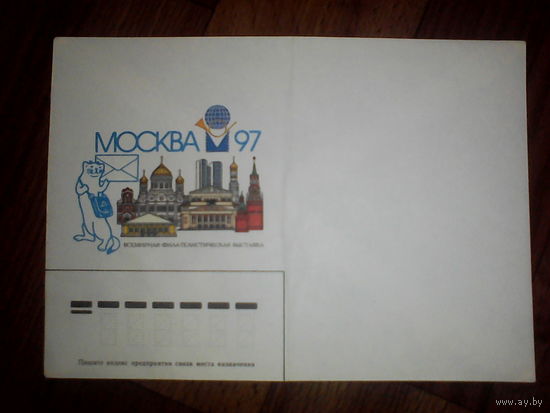 МОСКВА 97
ВСЕМИРНАЯ ФИЛАТЕЛИСТИЧЕСКАЯ ВЫСТАВКА
Пишите индекс предприятия связи места назначения
www.ay.by